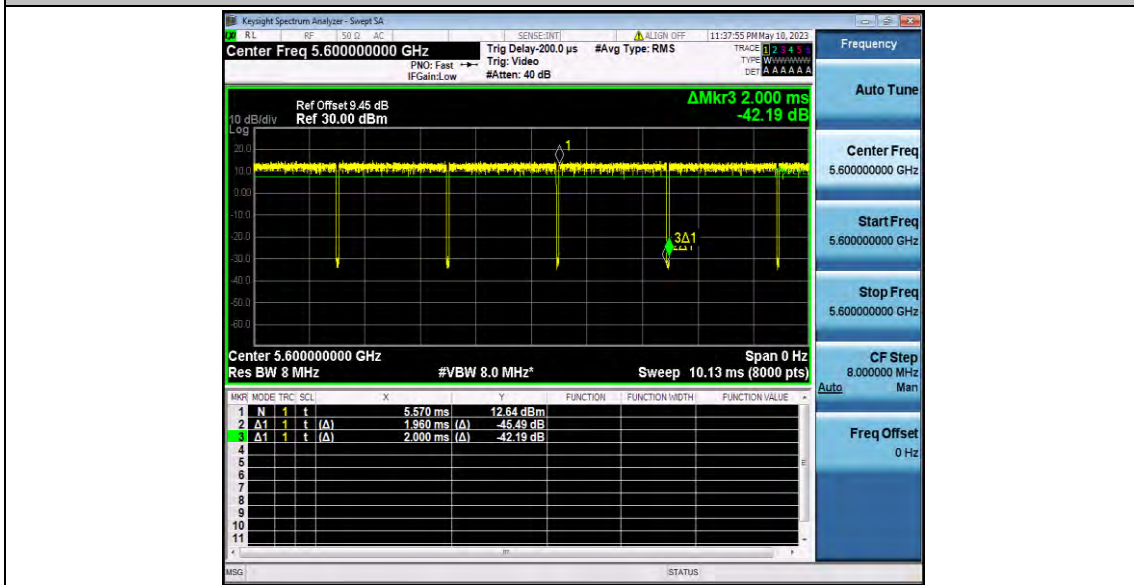 Keysight Spectrum Analyzer - Swept SA
RL RF 50 Ω AC SENSE:INT ALIGN OFF 11:37:55 PM May 10, 2023
Center Freq 5.600000000 GHz
PNO: Fast
IFGain:Low
Trig Delay-200.0 µs
Trig: Video
#Atten: 40 dB
#Avg Type: RMS
TRACE 1 2 3 4 5 6
TYPE W
DET A A A A A A
10 dB/div
Log
Ref Offset 9.45 dB
Ref 30.00 dBm
ΔMkr3 2.000 ms
-42.19 dB
20.0
10.0
0.00
-10.0
-20.0
-30.0
-40.0
-50.0
-60.0
1
3Δ1
Center 5.600000000 GHz Span 0 Hz
Res BW 8 MHz #VBW 8.0 MHz* Sweep 10.13 ms (8000 pts)
MKR MODE TRC SCL X Y FUNCTION FUNCTION WIDTH FUNCTION VALUE
1 N 1 t 5.570 ms 12.64 dBm
2 Δ1 1 t (Δ) 1.960 ms (Δ) -45.49 dB
3 Δ1 1 t (Δ) 2.000 ms (Δ) -42.19 dB
4
5
6
7
8
9
10
11
MSG STATUS
Frequency
Auto Tune
Center Freq
5.600000000 GHz
Start Freq
5.600000000 GHz
Stop Freq
5.600000000 GHz
CF Step
8.000000 MHz
Auto Man
Freq Offset
0 Hz